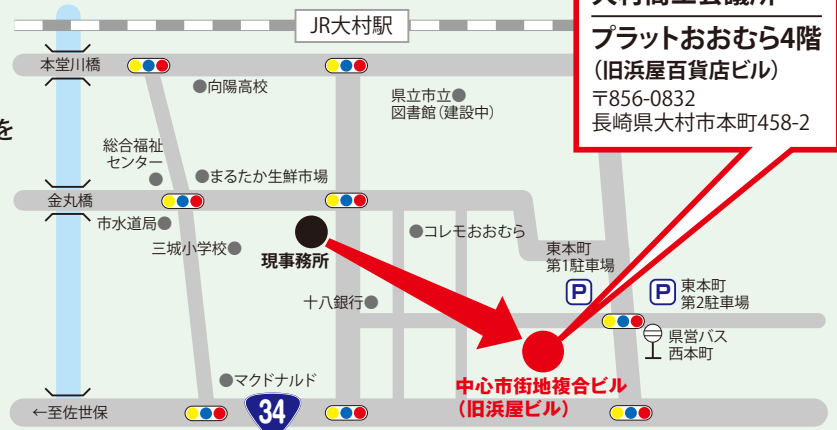 大村商工会議所
プラットおおむら4階
(旧浜屋百貨店ビル)
〒856-0832
長崎県大村市本町458-2
JR大村駅
本堂川橋
向陽高校
県立市立
図書館(建設中)
を
総合福祉
センター
まるたか生鮮市場
金丸橋
市水道局
三城小学校
現事務所
コレモおおむら
東本町
第1駐車場
P
P
東本町
第2駐車場
十八銀行
県営バス
西本町
マクドナルド
中心市街地複合ビル
(旧浜屋ビル)
←至佐世保
34